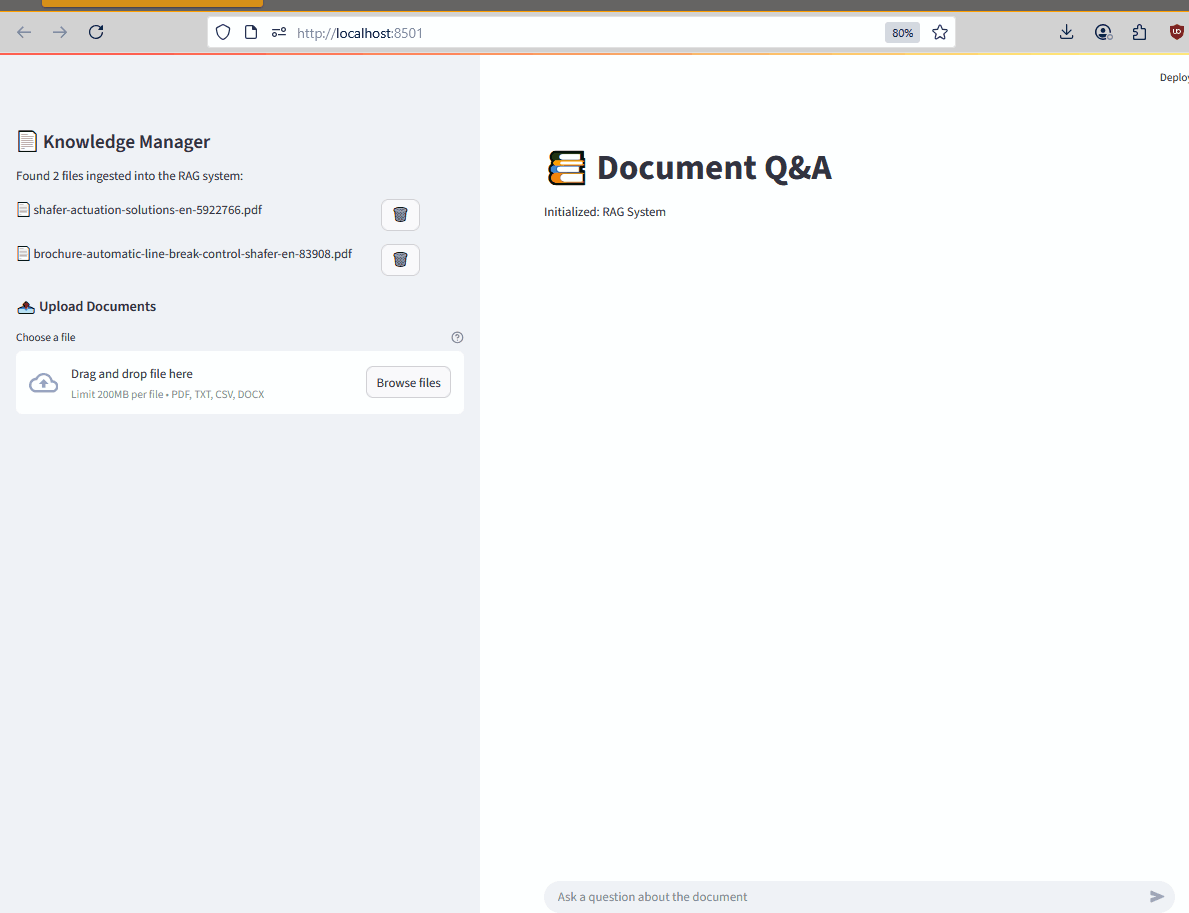 http://localhost:8501
80%
Deploy
Knowledge Manager
Found 2 files ingested into the RAG system:
shafer-actuation-solutions-en-5922766.pdf
brochure-automatic-line-break-control-shafer-en-83908.pdf
Upload Documents
Choose a file
Drag and drop file here
Limit 200MB per file • PDF, TXT, CSV, DOCX
Browse files
Document Q&A
Initialized: RAG System
Ask a question about the document